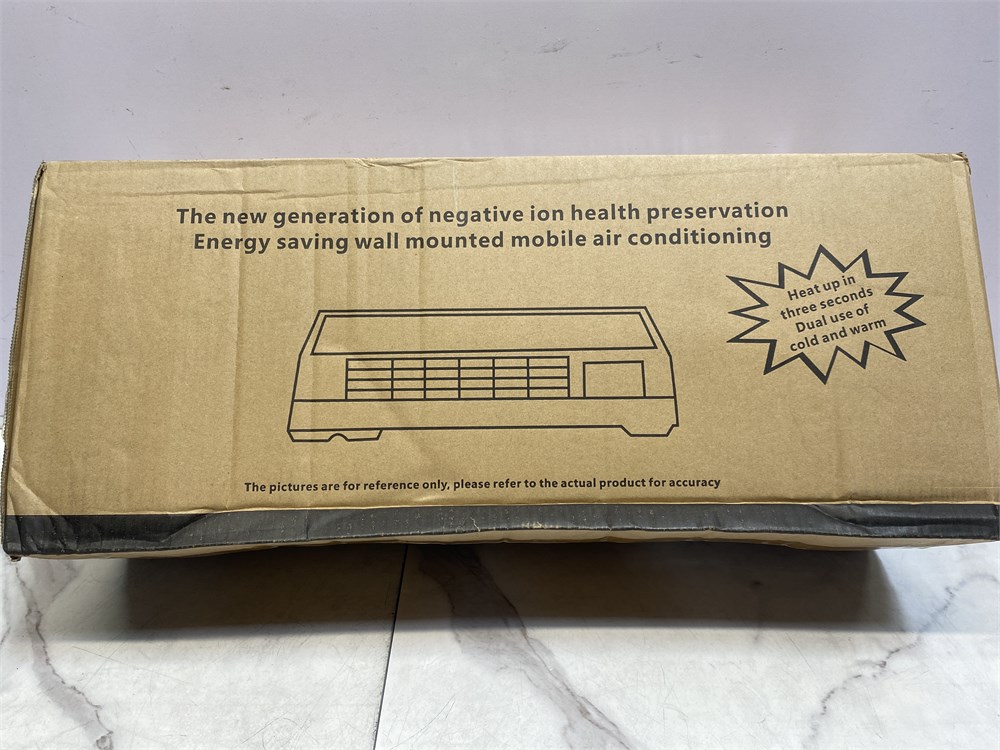 The new generation of negative ion health preservation
Energy saving wall mounted mobile air conditioning
Heat up in
three seconds
Dual use of
cold and warm
The pictures are for reference only, please refer to the actual product for accuracy